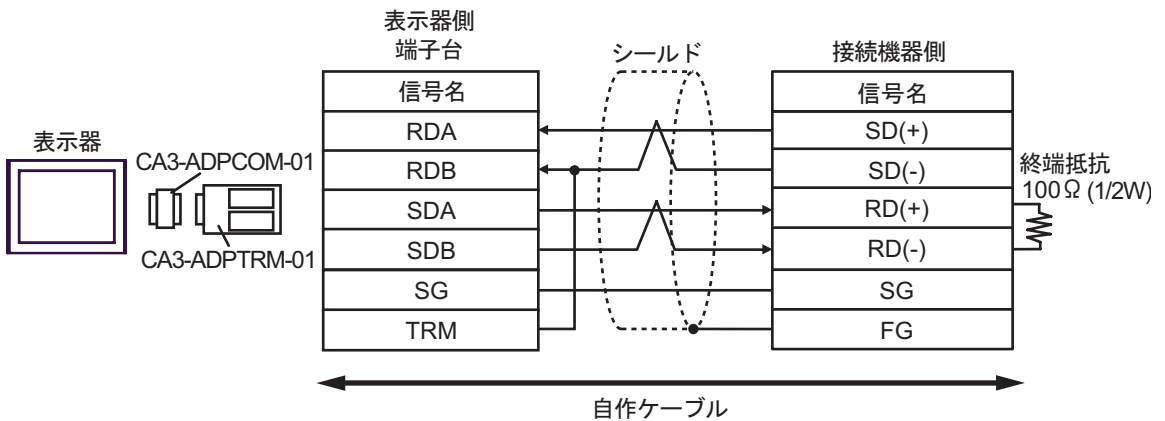 表示器
CA3-ADPCOM-01
CA3-ADPTRM-01
表示器側
端子台
信号名
RDA
RDB
SDA
SDB
SG
TRM
シールド
接続機器側
信号名
SD(+)
SD(-)
RD(+)
RD(-)
SG
FG
終端抵抗
100Ω (1/2W)
自作ケーブル